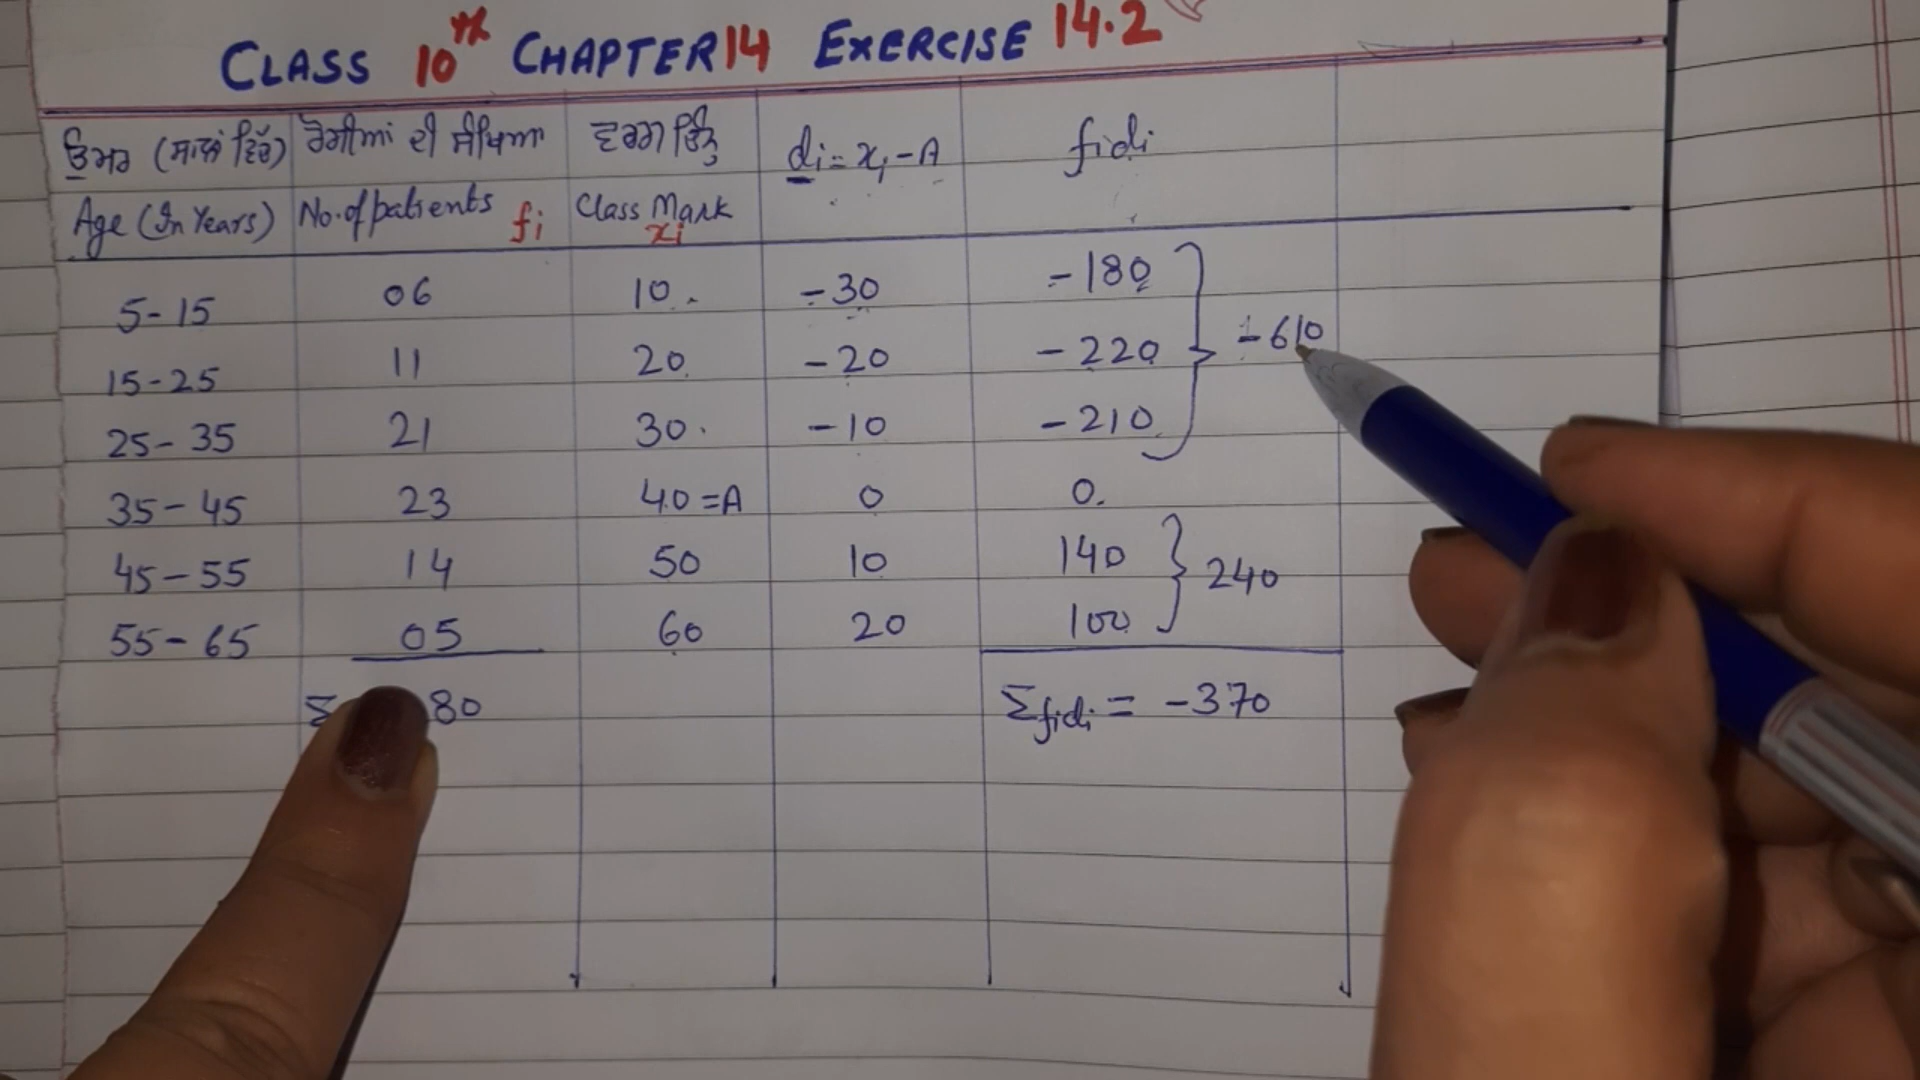 CLASS 10th CHAPTER 14 EXERCISE 14.2
ਉਮਰ (ਸਾਲਾਂ ਵਿੱਚ) ਰੋਗੀਆਂ ਦੀ ਸੰਖਿਆ ਵਰਗ ਚਿੰਨ੍ਹ di = xi - A fidi
Age (In Years) No. of patients fi Class Mark xi
5-15 06 10 -30 -180
15-25 11 20 -20 -220 -610
25-35 21 30 -10 -210
35-45 23 40=A 0 0
45-55 14 50 10 140 240
55-65 05 60 20 100
Σ 80 Σfidi = -370